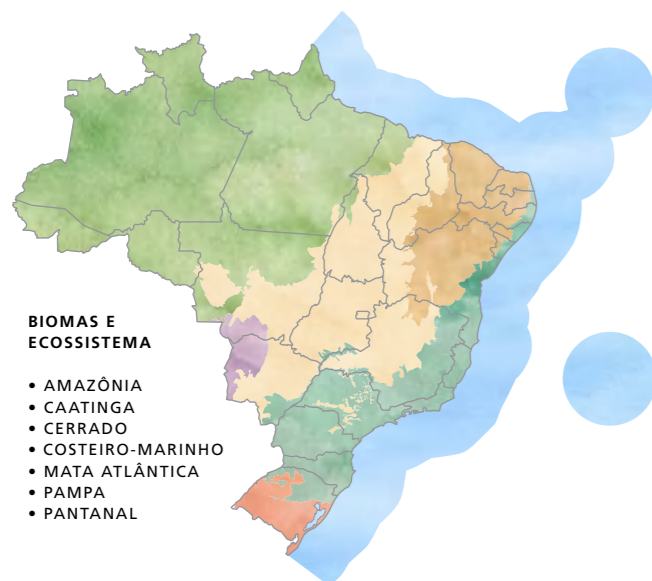 BIOMAS E
ECOSSISTEMA
• AMAZÔNIA
• CAATINGA
• CERRADO
• COSTEIRO-MARINHO
• MATA ATLÂNTICA
• PAMPA
• PANTANAL